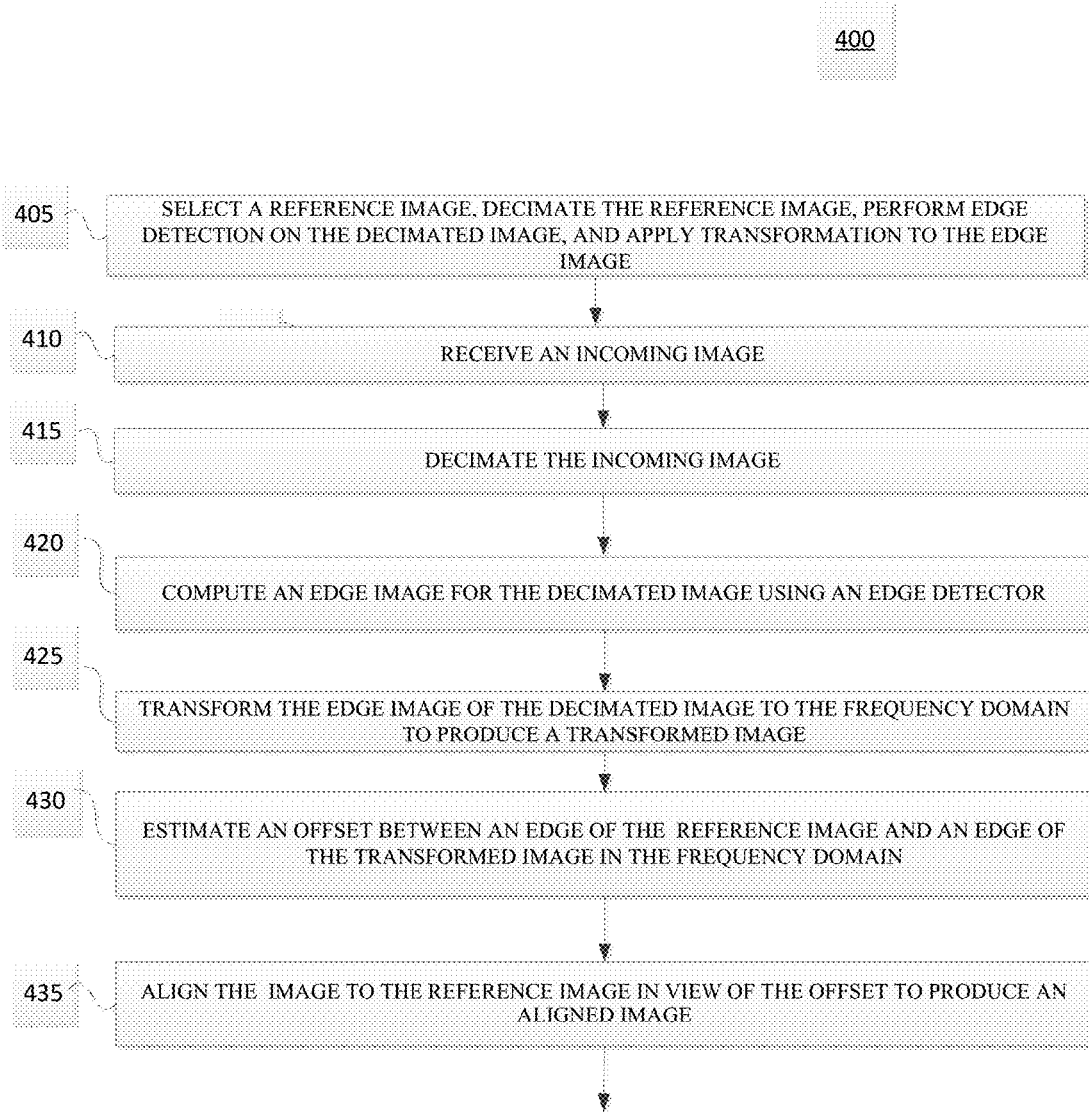 400
405
SELECT A REFERENCE IMAGE, DECIMATE THE REFERENCE IMAGE, PERFORM EDGE
DETECTION ON THE DECIMATED IMAGE, AND APPLY TRANSFORMATION TO THE EDGE
IMAGE
410
RECEIVE AN INCOMING IMAGE
415
DECIMATE THE INCOMING IMAGE
420
COMPUTE AN EDGE IMAGE FOR THE DECIMATED IMAGE USING AN EDGE DETECTOR
425
TRANSFORM THE EDGE IMAGE OF THE DECIMATED IMAGE TO THE FREQUENCY DOMAIN
TO PRODUCE A TRANSFORMED IMAGE
430
ESTIMATE AN OFFSET BETWEEN AN EDGE OF THE REFERENCE IMAGE AND AN EDGE OF
THE TRANSFORMED IMAGE IN THE FREQUENCY DOMAIN
435
ALIGN THE IMAGE TO THE REFERENCE IMAGE IN VIEW OF THE OFFSET TO PRODUCE AN
ALIGNED IMAGE